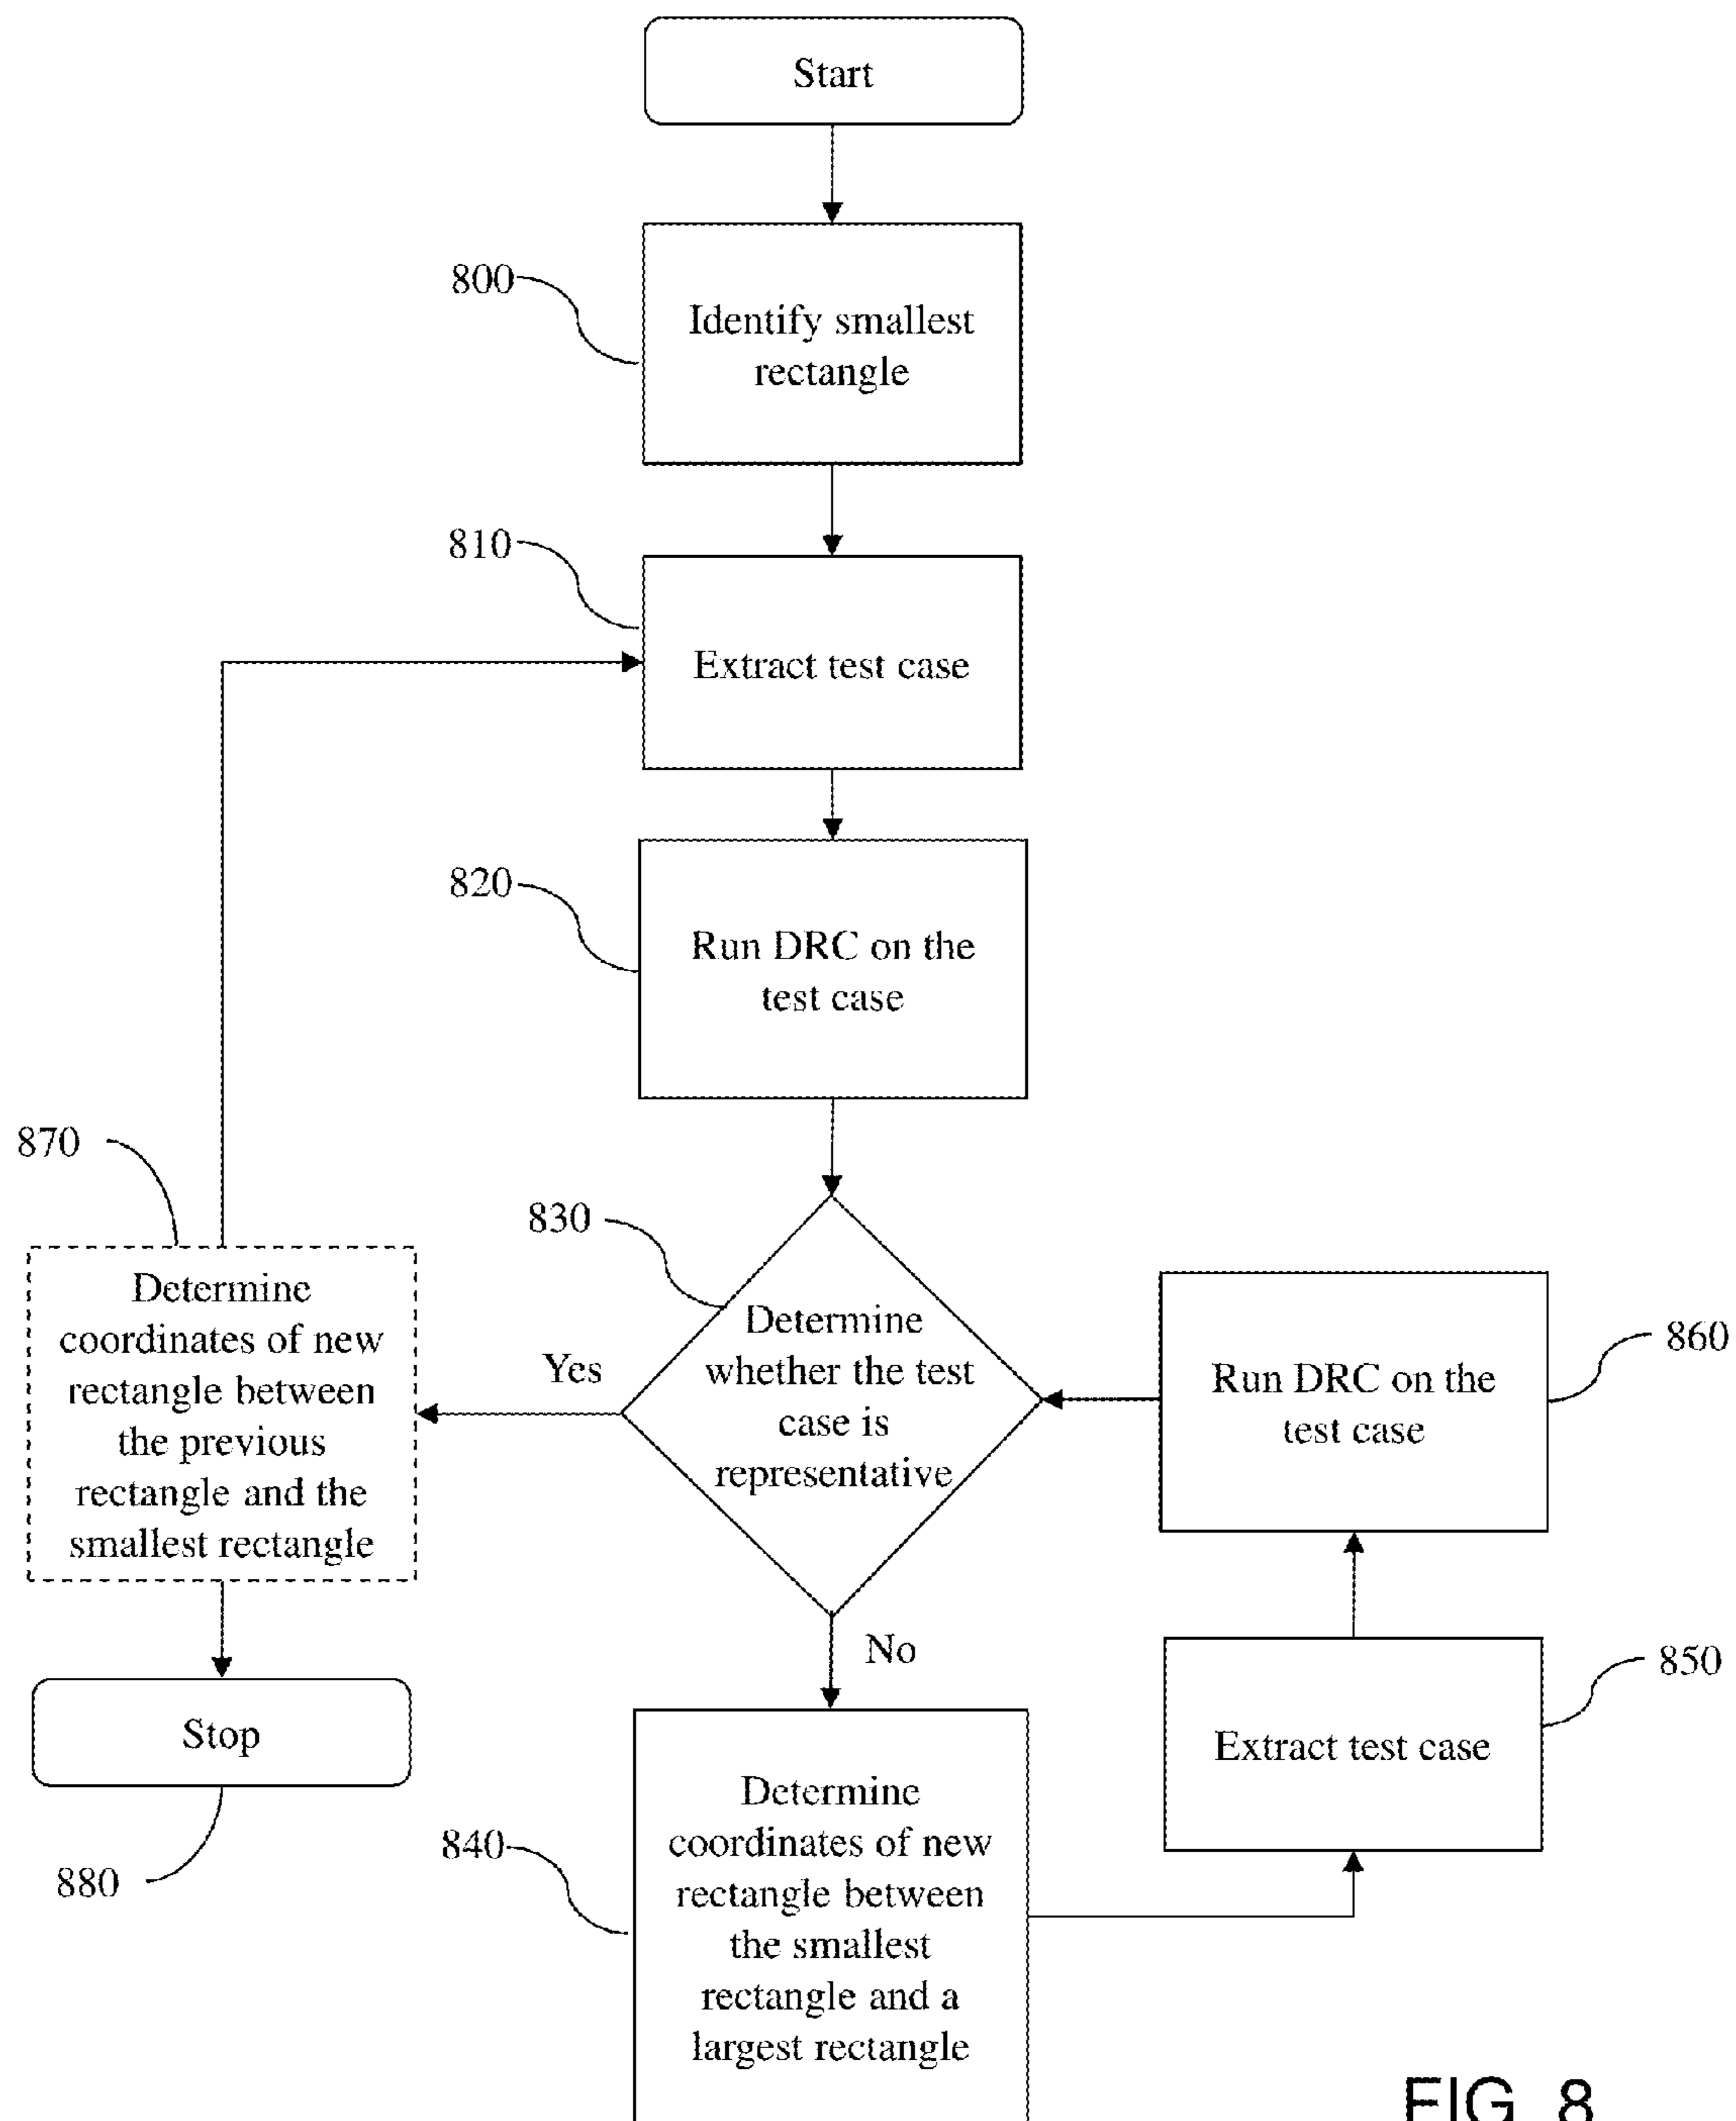 Start
800
Identify smallest
rectangle
810
Extract test case
820
Run DRC on the
test case
870
830
Determine
coordinates of new
rectangle between
the previous
rectangle and the
smallest rectangle
Yes
Determine
whether the test
case is
representative
860
Run DRC on the
test case
No
850
Extract test case
Stop
880
840
Determine
coordinates of new
rectangle between
the smallest
rectangle and a
largest rectangle
FIG. 8